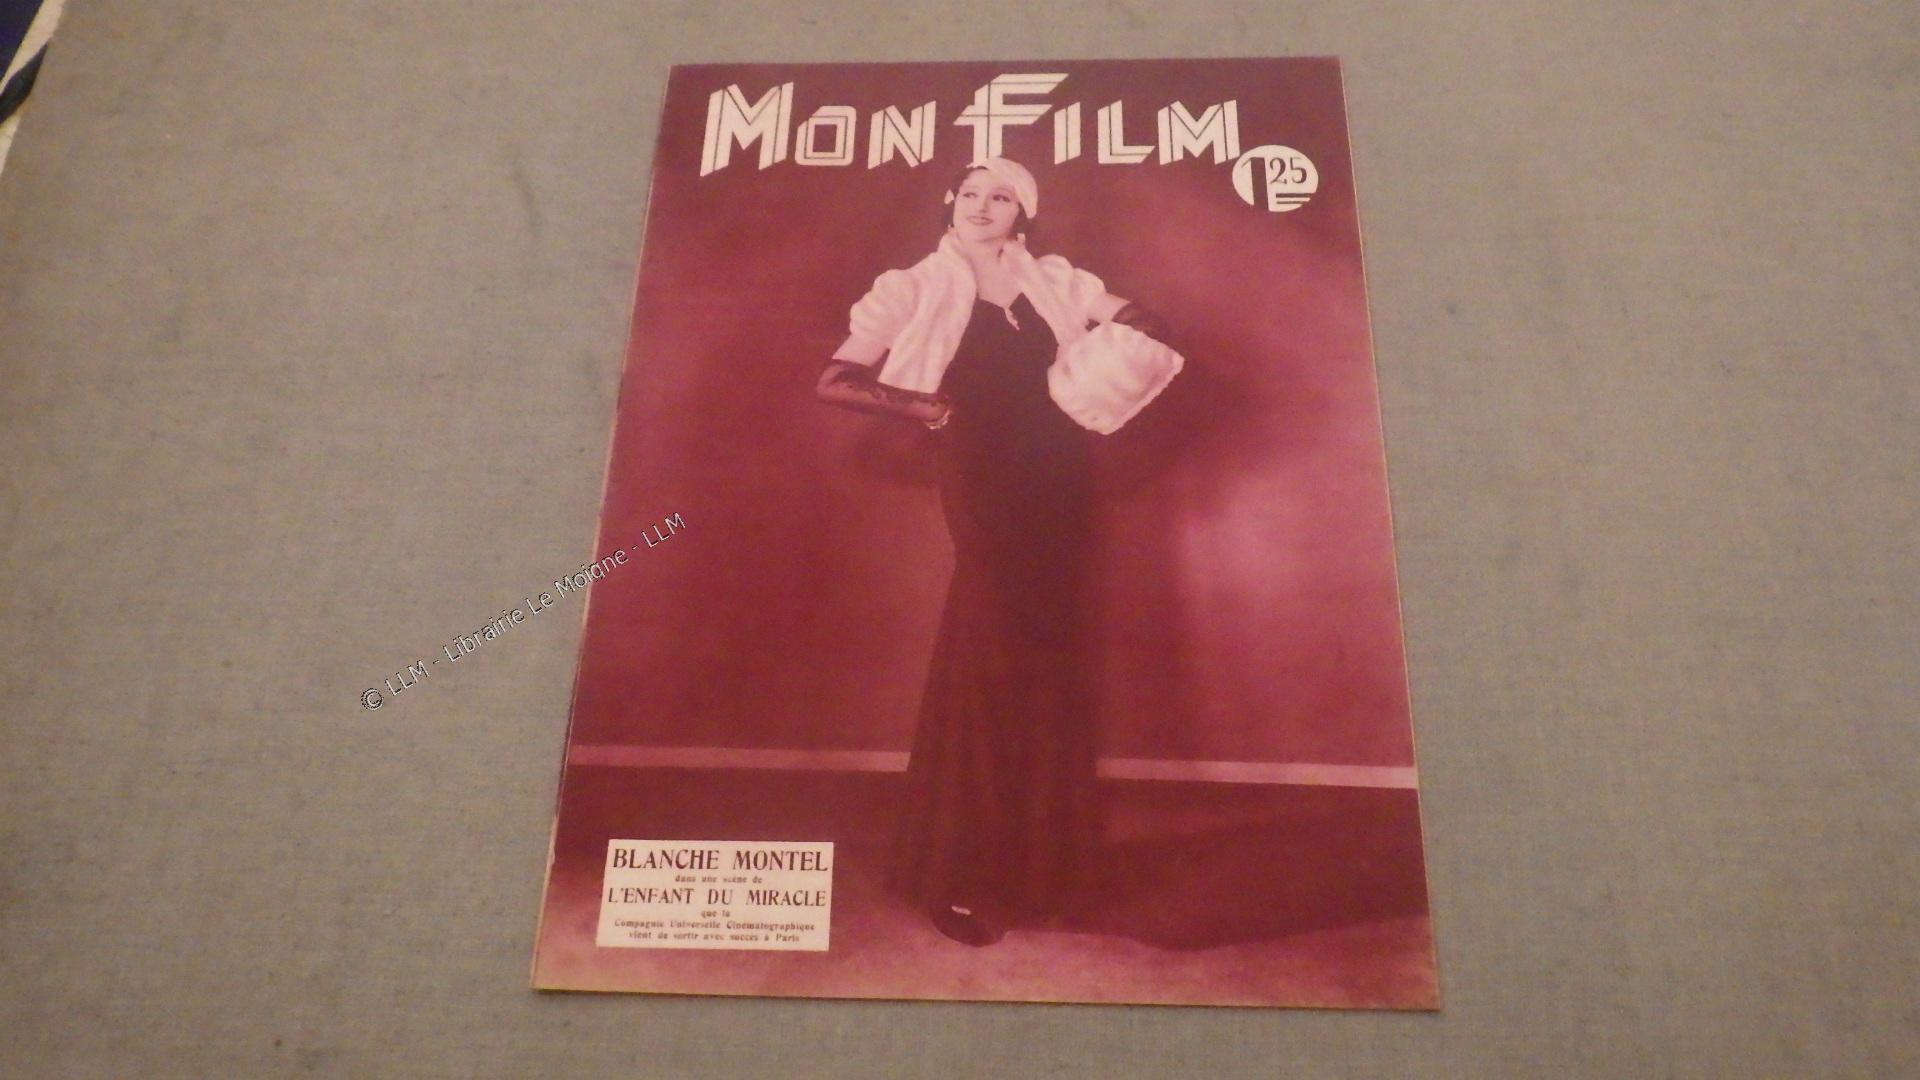 MON FILM
1 25
© LLM - Librairie Le Moigne - LLM
BLANCHE MONTEL
dans une scène de
L'ENFANT DU MIRACLE
que la
Compagnie Universelle Cinématographique
vient de sortir avec succès à Paris